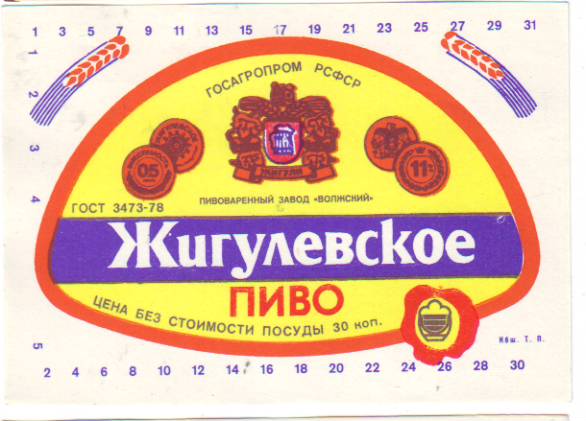 1 3 5 7 9 11 13 15 17 19 21 23 25 27 29 31
1
2
3
4
5
ГОСАГРОПРОМ РСФСР
ЖИГУЛИ
05
11%
ПИВОВАРЕННЫЙ ЗАВОД «ВОЛЖСКИЙ»
ГОСТ 3473-78
Жигулевское
ПИВО
ЦЕНА БЕЗ СТОИМОСТИ ПОСУДЫ 30 коп.
2 4 6 8 10 12 14 16 18 20 22 24 26 28 30